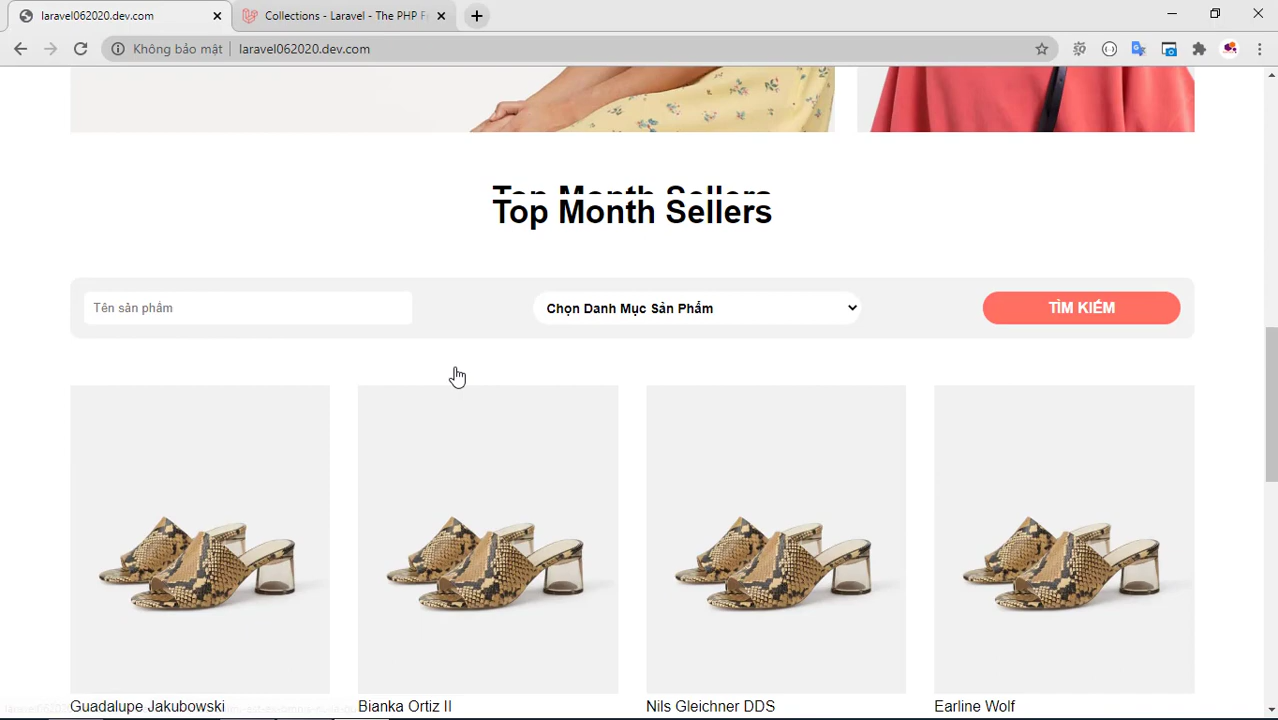 laravel062020.dev.com
Collections - Laravel - The PHP F
Không bảo mật
laravel062020.dev.com
Top Month Sellers
Top Month Sellers
Tên sản phẩm
Chọn Danh Mục Sản Phẩm
TÌM KIẾM
Guadalupe Jakubowski
Bianka Ortiz II
Nils Gleichner DDS
Earline Wolf